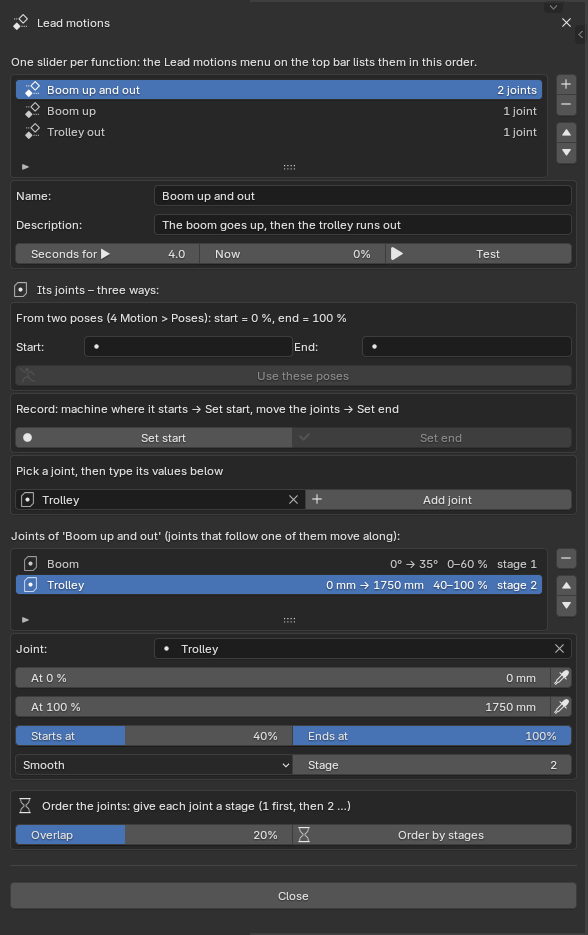 Lead motions
One slider per function: the Lead motions menu on the top bar lists them in this order.
Boom up and out 2 joints
Boom up 1 joint
Trolley out 1 joint
Name: Boom up and out
Description: The boom goes up, then the trolley runs out
Seconds for ▶ 4.0 Now 0% Test
Its joints – three ways:
From two poses (4 Motion > Poses): start = 0 %, end = 100 %
Start: End:
Use these poses
Record: machine where it starts → Set start, move the joints → Set end
Set start Set end
Pick a joint, then type its values below
Trolley Add joint
Joints of 'Boom up and out' (joints that follow one of them move along):
Boom 0° → 35° 0–60 % stage 1
Trolley 0 mm → 1750 mm 40–100 % stage 2
Joint: Trolley
At 0 % 0 mm
At 100 % 1750 mm
Starts at 40% Ends at 100%
Smooth Stage 2
Order the joints: give each joint a stage (1 first, then 2 ...)
Overlap 20% Order by stages
Close